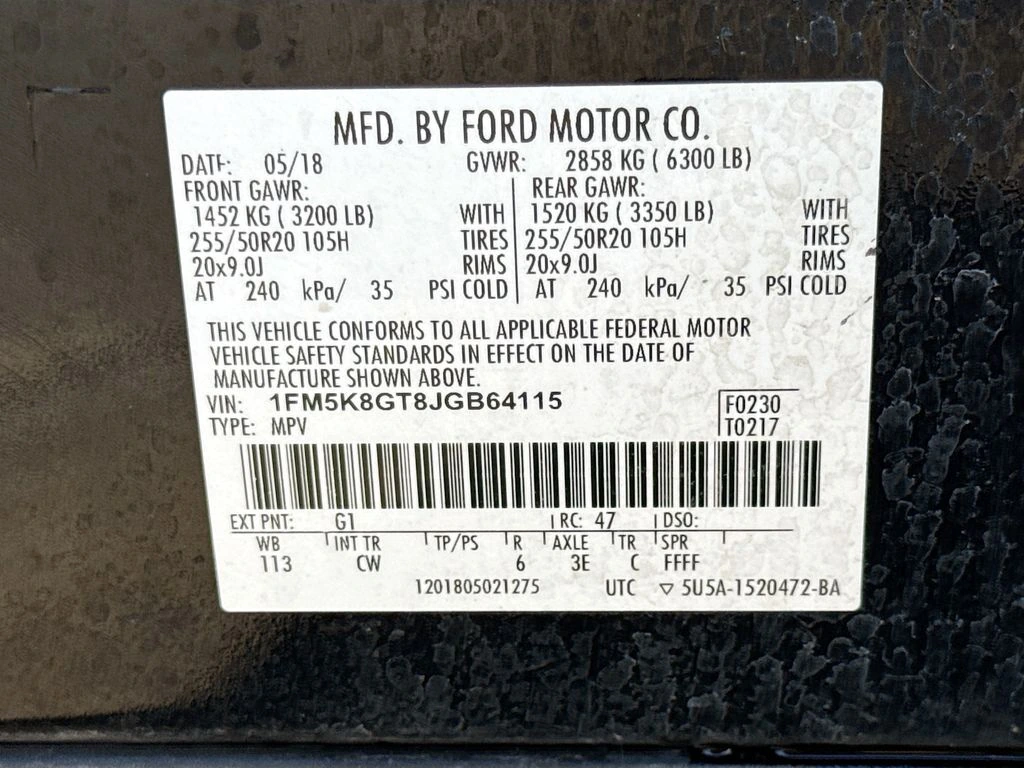 MFD. BY FORD MOTOR CO.
DATE: 05/18 GVWR: 2858 KG ( 6300 LB)
FRONT GAWR: REAR GAWR:
1452 KG ( 3200 LB) WITH 1520 KG ( 3350 LB) WITH
255/50R20 105H TIRES 255/50R20 105H TIRES
20x9.0J RIMS 20x9.0J RIMS
AT 240 kPa/ 35 PSI COLD AT 240 kPa/ 35 PSI COLD
THIS VEHICLE CONFORMS TO ALL APPLICABLE FEDERAL MOTOR
VEHICLE SAFETY STANDARDS IN EFFECT ON THE DATE OF
MANUFACTURE SHOWN ABOVE.
VIN: 1FM5K8GT8JGB64115 F0230
TYPE: MPV T0217
EXT PNT: G1 RC: 47 DSO:
WB INT TR TP/PS R AXLE TR SPR
113 CW 6 3E C FFFF
1201805021275 UTC ▽ 5U5A-1520472-BA